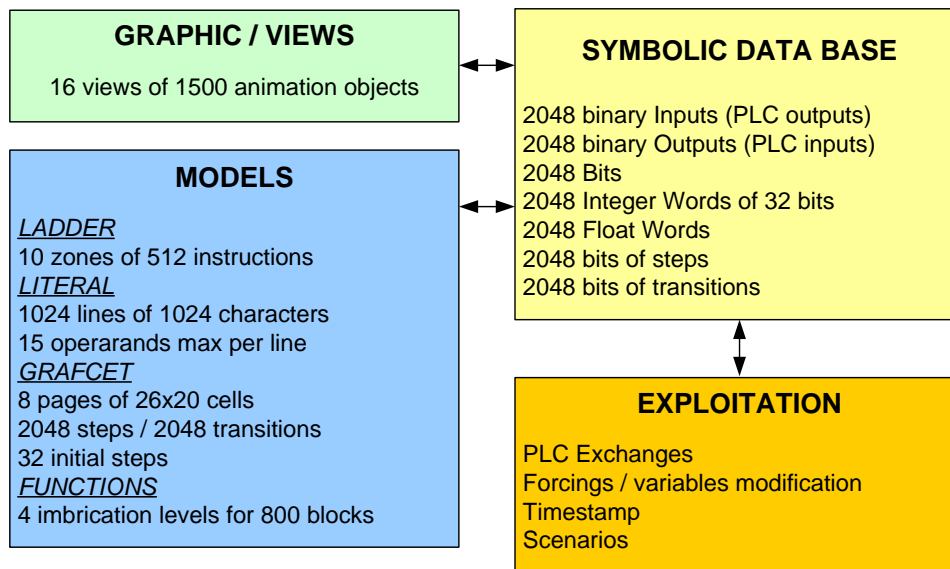 GRAPHIC / VIEWS
16 views of 1500 animation objects
MODELS
LADDER
10 zones of 512 instructions
LITERAL
1024 lines of 1024 characters
15 operarands max per line
GRAFCET
8 pages of 26x20 cells
2048 steps / 2048 transitions
32 initial steps
FUNCTIONS
4 imbrication levels for 800 blocks
SYMBOLIC DATA BASE
2048 binary Inputs (PLC outputs)
2048 binary Outputs (PLC inputs)
2048 Bits
2048 Integer Words of 32 bits
2048 Float Words
2048 bits of steps
2048 bits of transitions
EXPLOITATION
PLC Exchanges
Forcings / variables modification
Timestamp
Scenarios